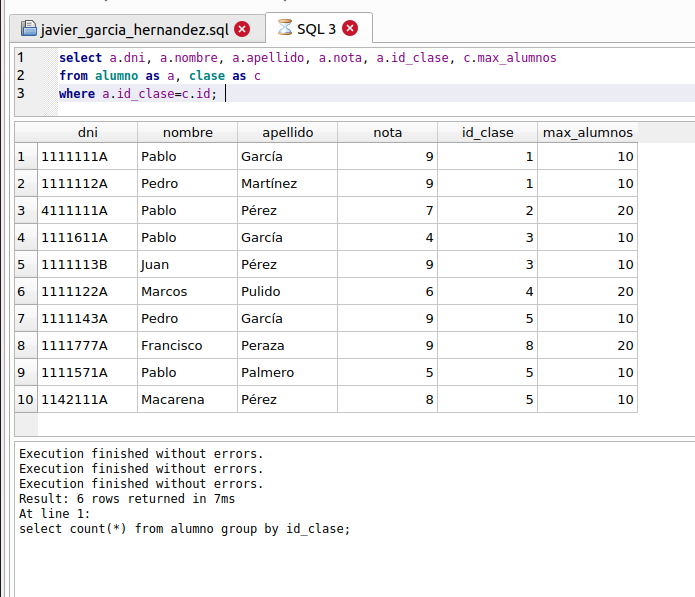 javier_garcia_hernandez.sql SQL 3
1 select a.dni, a.nombre, a.apellido, a.nota, a.id_clase, c.max_alumnos
2 from alumno as a, clase as c
3 where a.id_clase=c.id;
dni nombre apellido nota id_clase max_alumnos
1 1111111A Pablo García 9 1 10
2 1111112A Pedro Martínez 9 1 10
3 4111111A Pablo Pérez 7 2 20
4 1111611A Pablo García 4 3 10
5 1111113B Juan Pérez 9 3 10
6 1111122A Marcos Pulido 6 4 20
7 1111143A Pedro García 9 5 10
8 1111777A Francisco Peraza 9 8 20
9 1111571A Pablo Palmero 5 5 10
10 1142111A Macarena Pérez 8 5 10
Execution finished without errors.
Execution finished without errors.
Execution finished without errors.
Result: 6 rows returned in 7ms
At line 1:
select count(*) from alumno group by id_clase;